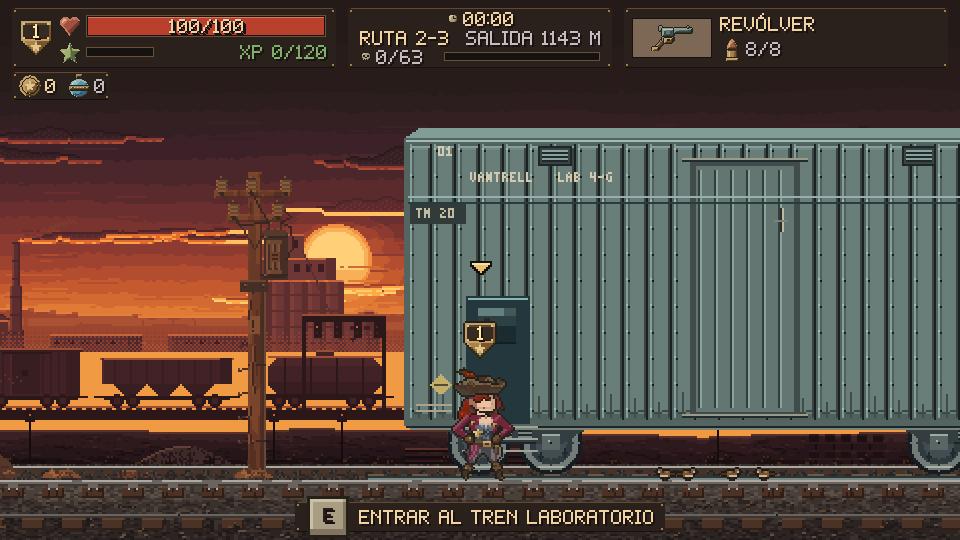 1
100/100
XP 0/120
00:00
RUTA 2-3 SALIDA 1143 M
0/63
REVÓLVER
8/8
0 0
01
VANTRELL LAB 4-G
TM 20
1
E ENTRAR AL TREN LABORATORIO